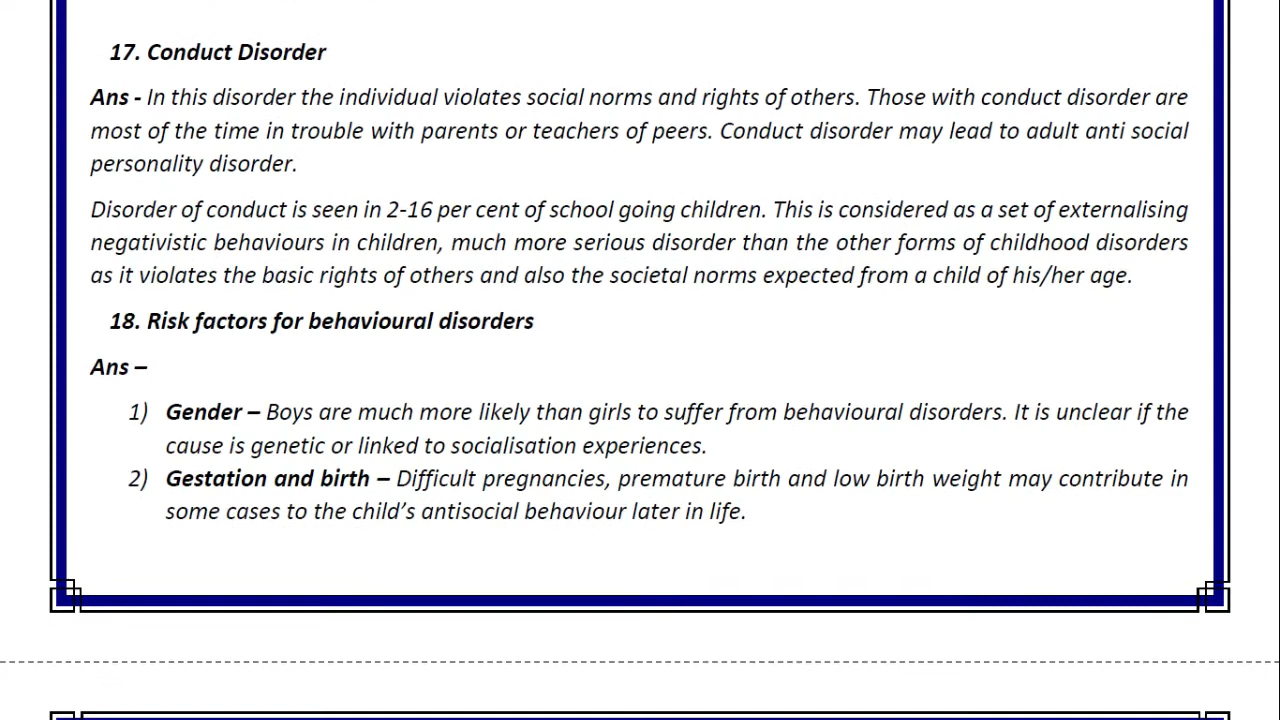 17. Conduct Disorder
Ans - In this disorder the individual violates social norms and rights of others. Those with conduct disorder are
most of the time in trouble with parents or teachers of peers. Conduct disorder may lead to adult anti social
personality disorder.
Disorder of conduct is seen in 2-16 per cent of school going children. This is considered as a set of externalising
negativistic behaviours in children, much more serious disorder than the other forms of childhood disorders
as it violates the basic rights of others and also the societal norms expected from a child of his/her age.
18. Risk factors for behavioural disorders
Ans –
1) Gender – Boys are much more likely than girls to suffer from behavioural disorders. It is unclear if the
cause is genetic or linked to socialisation experiences.
2) Gestation and birth – Difficult pregnancies, premature birth and low birth weight may contribute in
some cases to the child’s antisocial behaviour later in life.